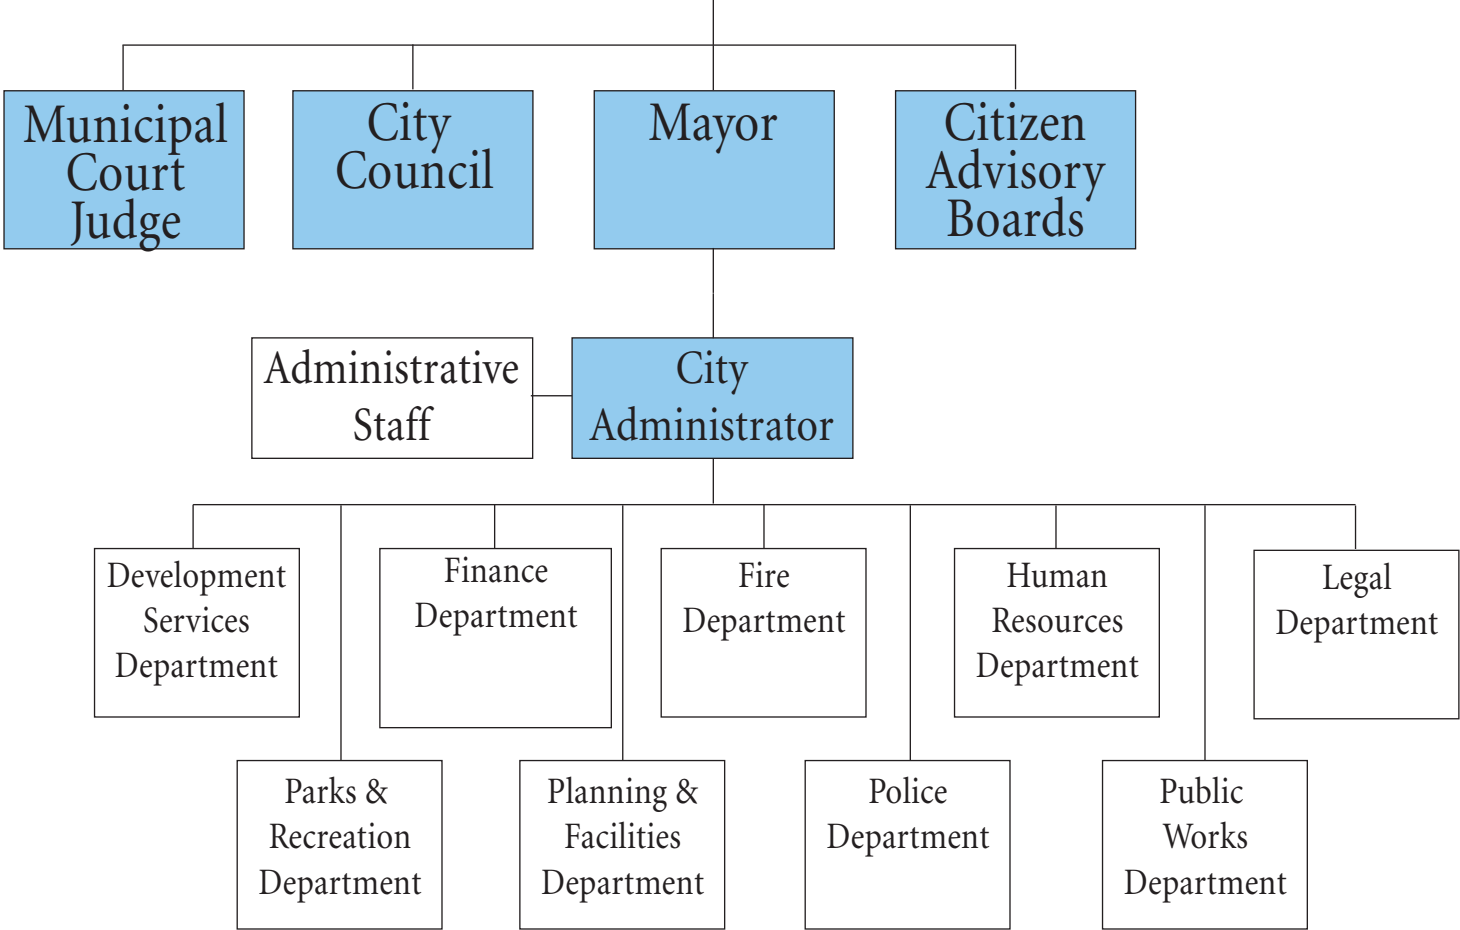 Municipal
Court
Judge
City
Council
Mayor
Citizen
Advisory
Boards
Administrative
Staff
City
Administrator
Development
Services
Department
Finance
Department
Fire
Department
Human
Resources
Department
Legal
Department
Parks &
Recreation
Department
Planning &
Facilities
Department
Police
Department
Public
Works
Department